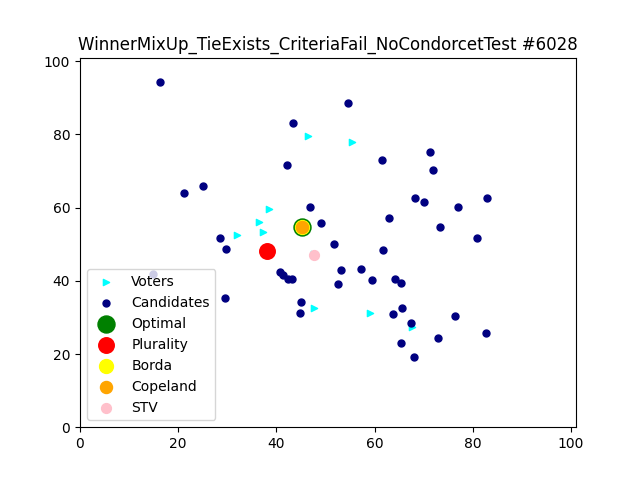 WinnerMixUp_TieExists_CriteriaFail_NoCondorcetTest #6028
100
80
60
40
20
0
Voters
Candidates
Optimal
Plurality
Borda
Copeland
STV
0 20 40 60 80 100